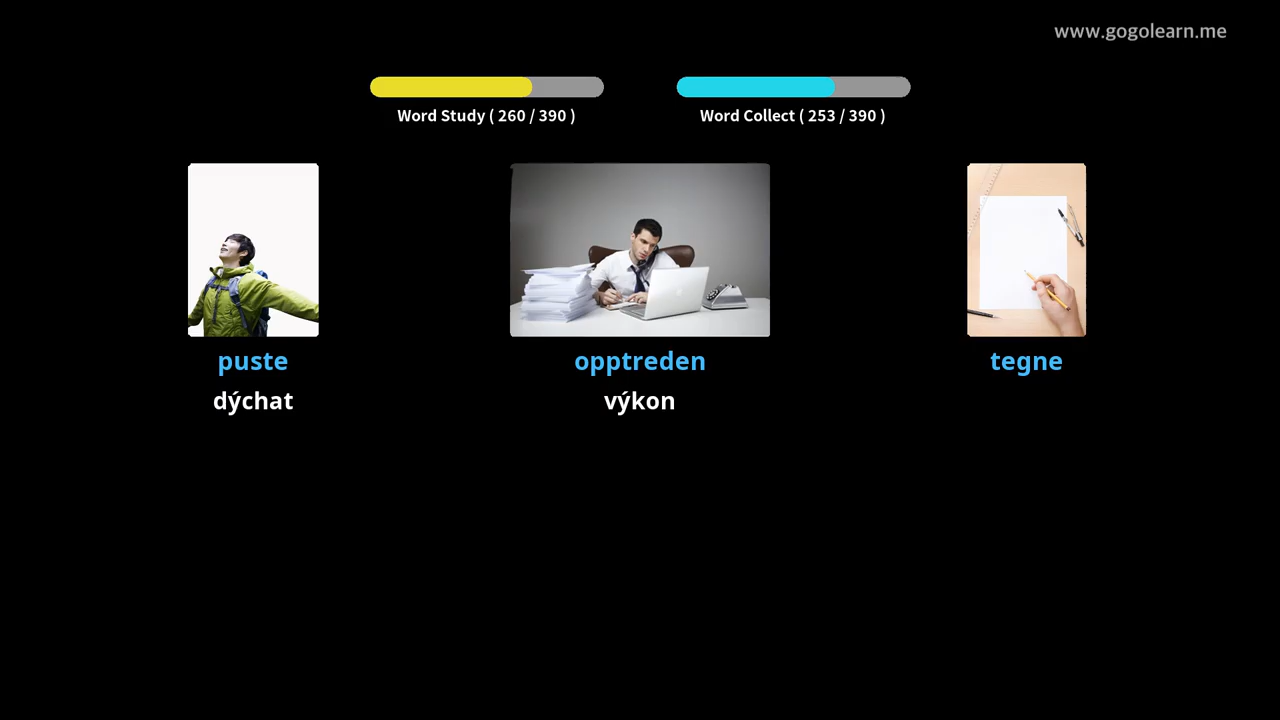 www.gogolearn.me
Word Study ( 260 / 390 )
Word Collect ( 253 / 390 )
puste
opptreden
tegne
dýchat
výkon